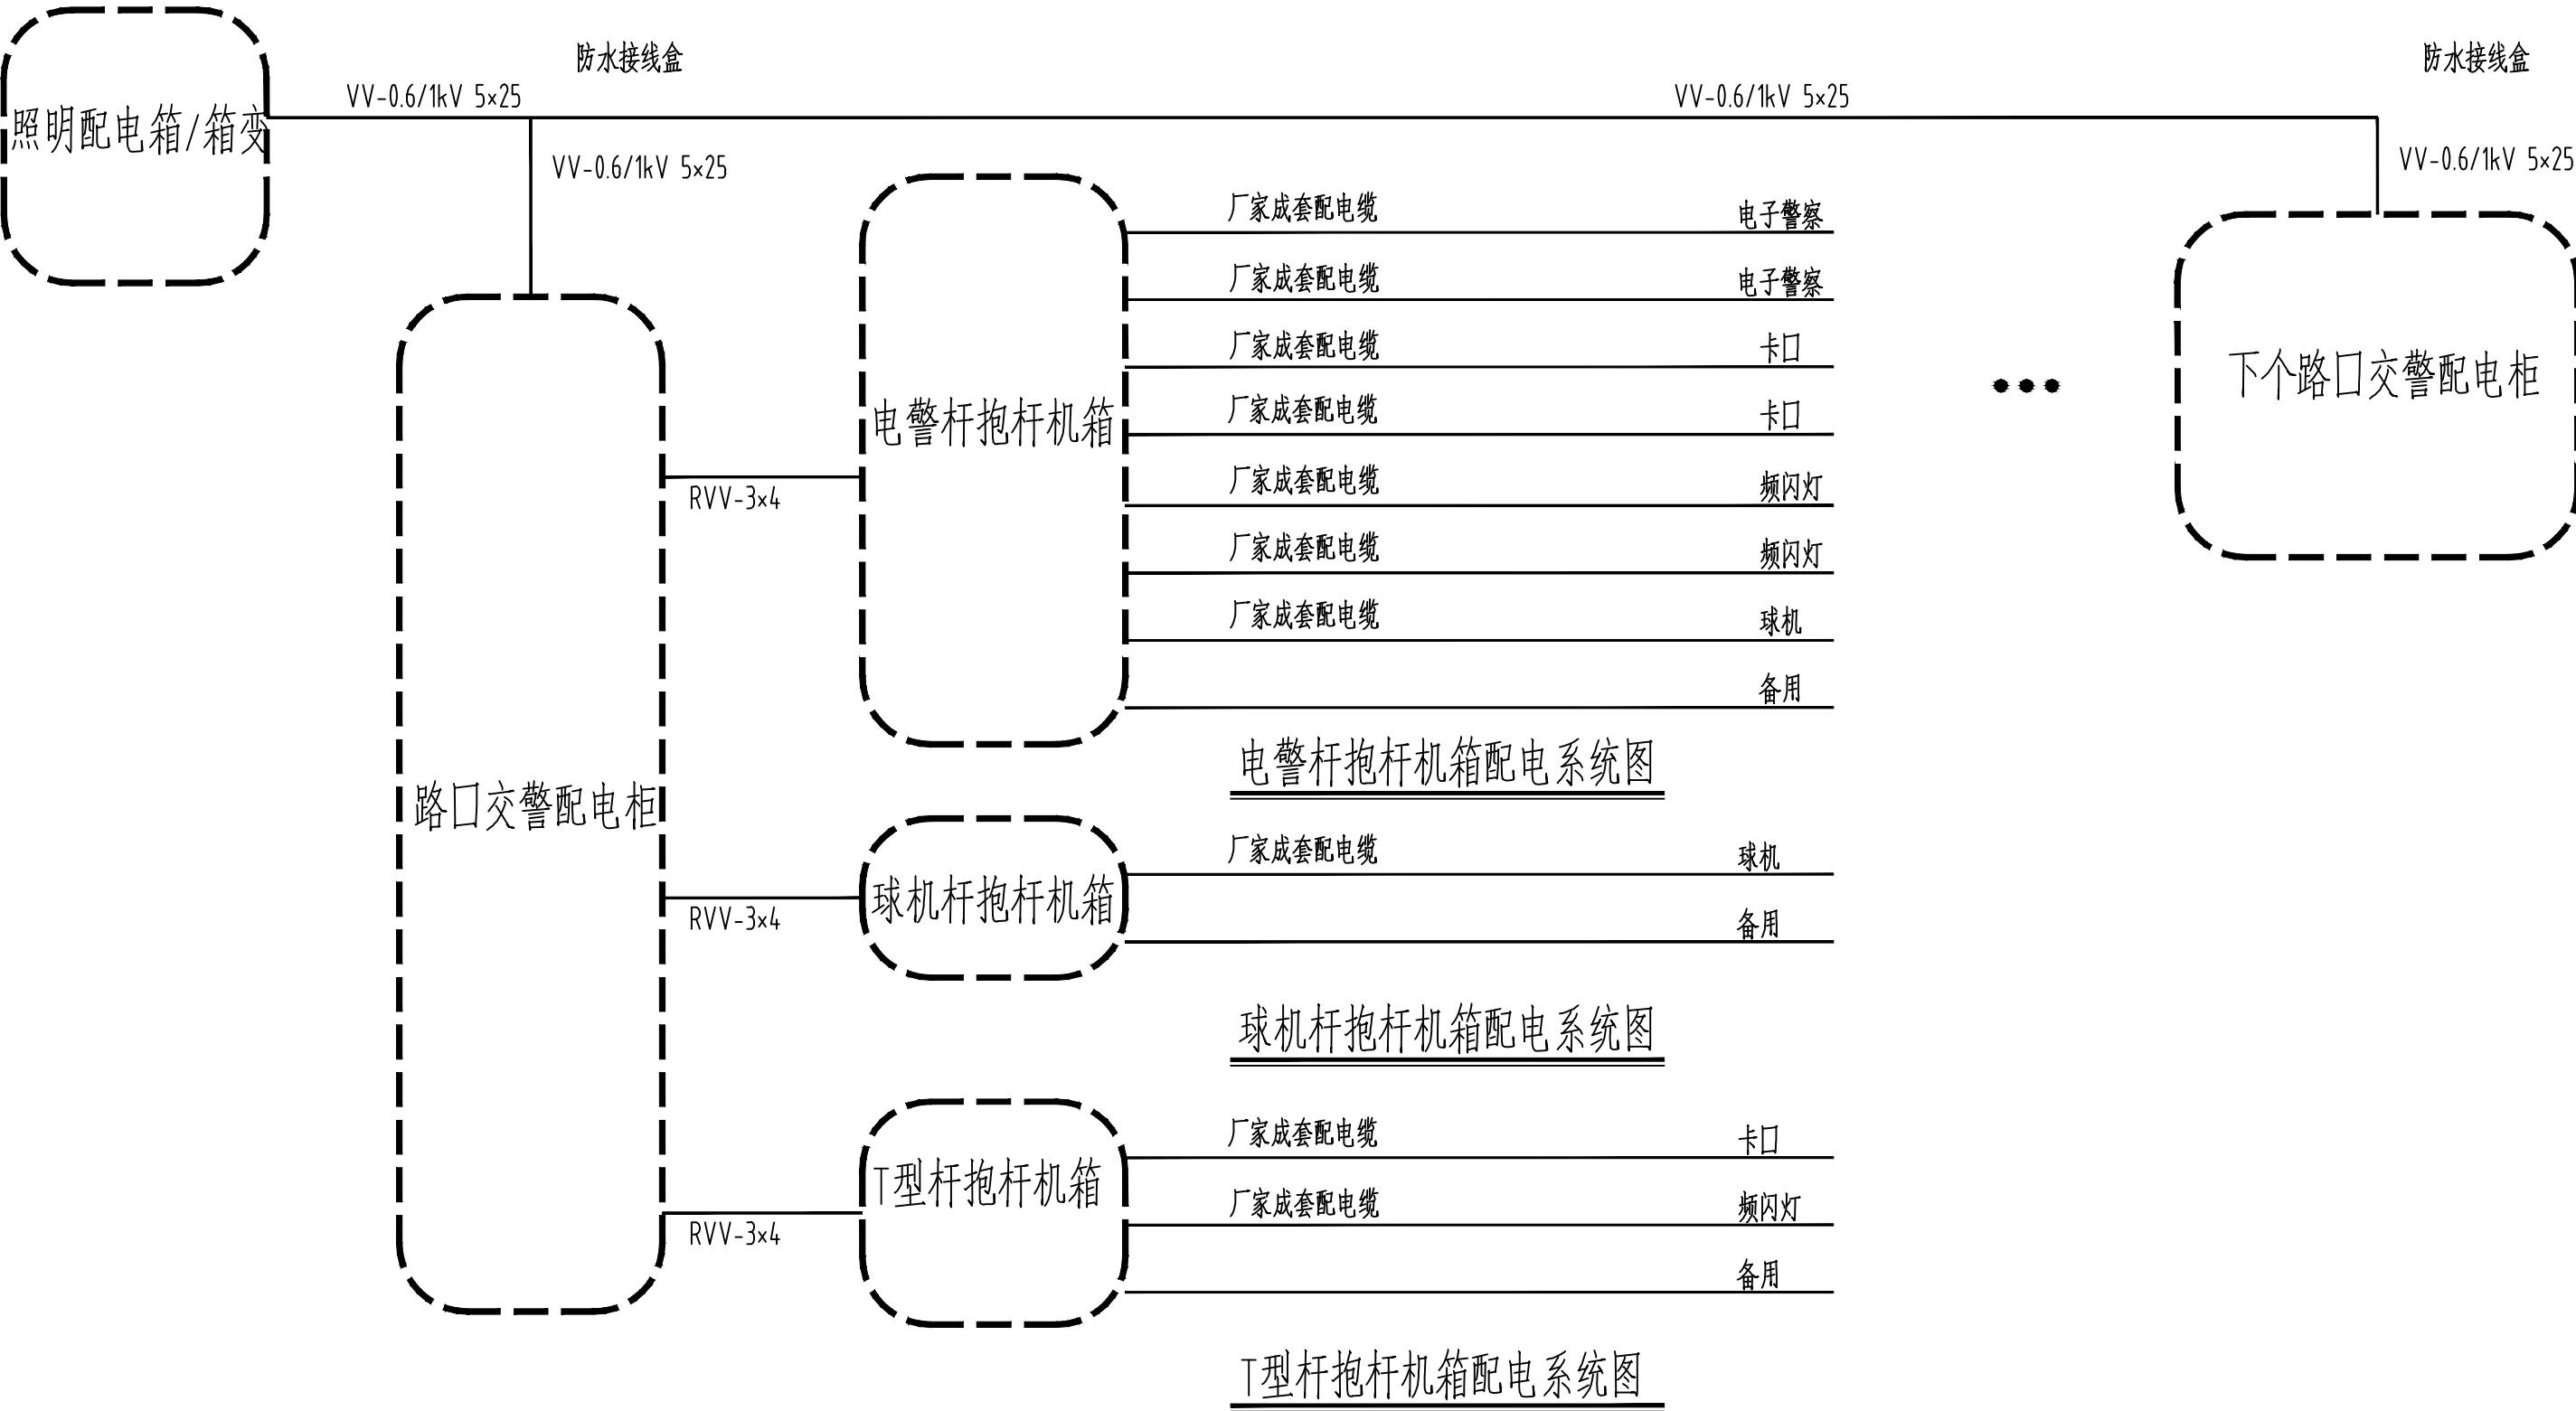 防水接线盒
防水接线盒
VV-0.6/1kV 5×25
VV-0.6/1kV 5×25
照明配电箱/箱变
VV-0.6/1kV 5×25
VV-0.6/1kV 5×25
厂家成套配电缆
电子警察
厂家成套配电缆
电子警察
厂家成套配电缆
卡口
下个路口交警配电柜
厂家成套配电缆
卡口
电警杆抱杆机箱
厂家成套配电缆
频闪灯
RVV-3×4
厂家成套配电缆
频闪灯
厂家成套配电缆
球机
备用
电警杆抱杆机箱配电系统图
路口交警配电柜
厂家成套配电缆
球机
球机杆抱杆机箱
RVV-3×4
备用
球机杆抱杆机箱配电系统图
厂家成套配电缆
卡口
T型杆抱杆机箱
厂家成套配电缆
频闪灯
RVV-3×4
备用
T型杆抱杆机箱配电系统图